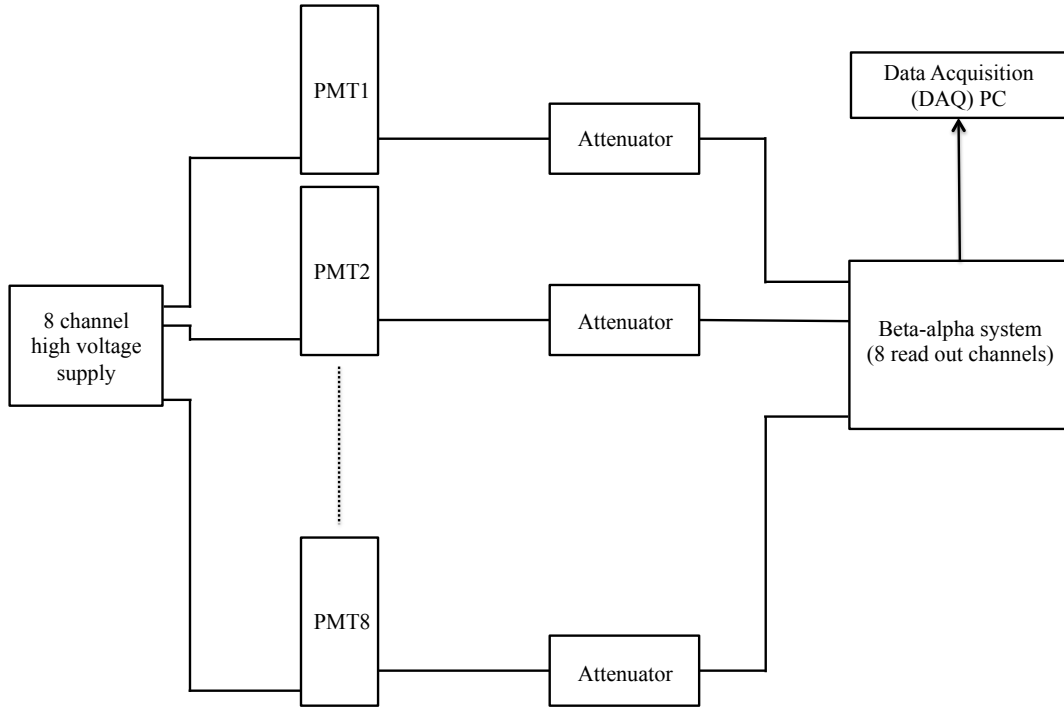 PMT1
Attenuator
Data Acquisition
(DAQ) PC
PMT2
Attenuator
8 channel
high voltage
supply
Beta-alpha system
(8 read out channels)
PMT8
Attenuator